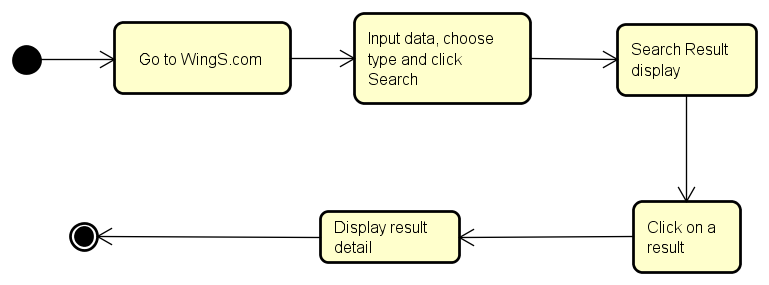 Go to WingS.com
Input data, choose
type and click
Search
Search Result
display
Click on a
result
Display result
detail